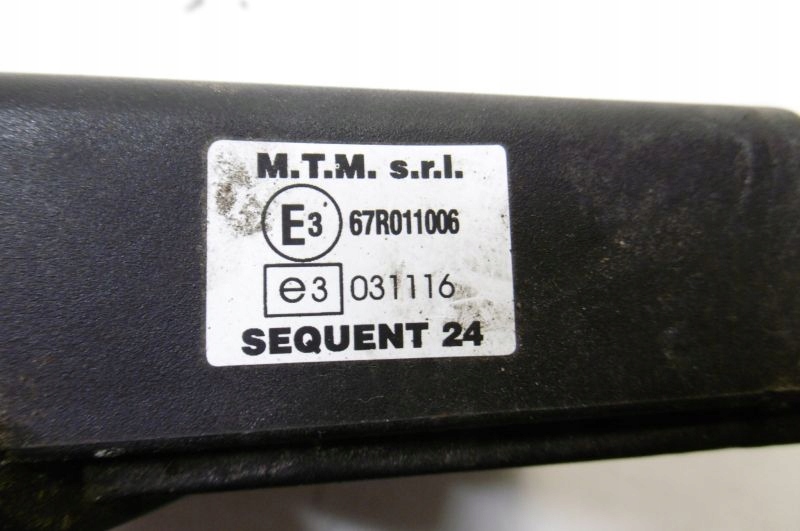 M.T.M. s.r.l.
E3 67R011006
e3 031116
SEQUENT 24